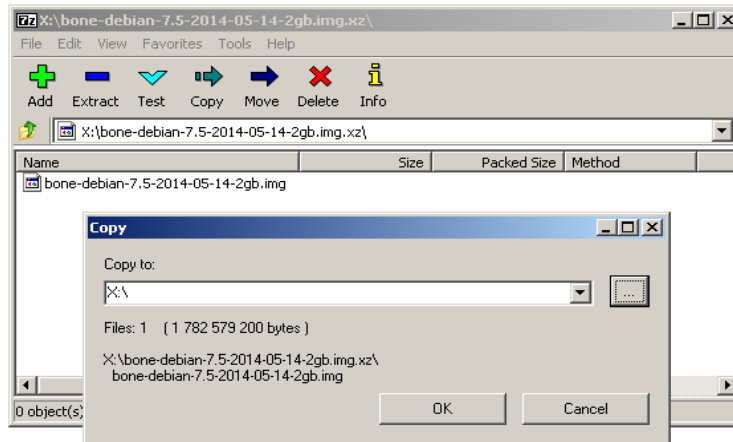 7z X:\bone-debian-7.5-2014-05-14-2gb.img.xz\
File Edit View Favorites Tools Help
Add Extract Test Copy Move Delete Info
X:\bone-debian-7.5-2014-05-14-2gb.img.xz\
Name Size Packed Size Method
bone-debian-7.5-2014-05-14-2gb.img
Copy
Copy to:
X:\
...
Files: 1 ( 1 782 579 200 bytes )
X:\bone-debian-7.5-2014-05-14-2gb.img.xz\
bone-debian-7.5-2014-05-14-2gb.img
0 object(s)
OK Cancel